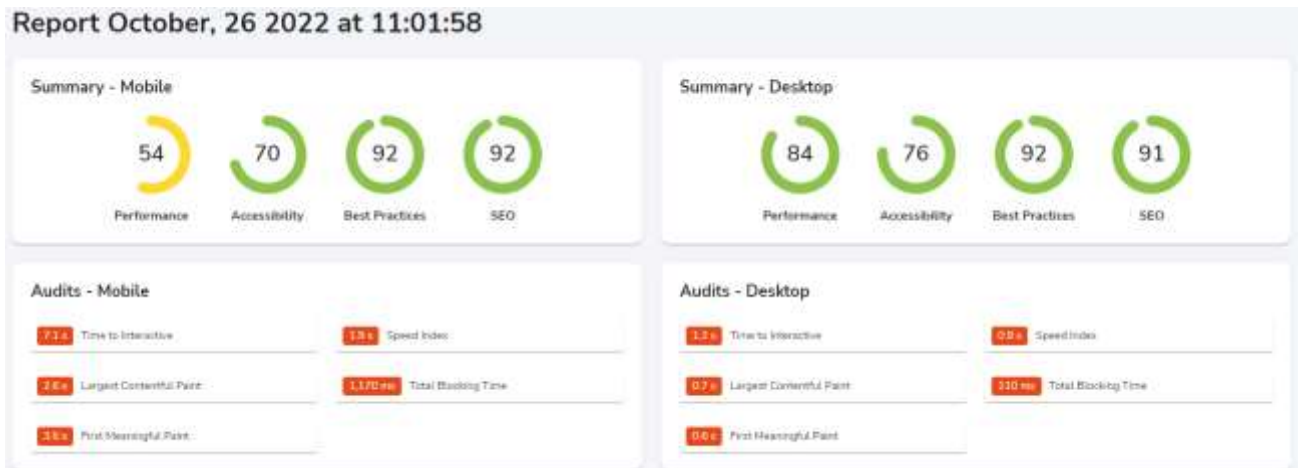 Report October, 26 2022 at 11:01:58
Summary - Mobile
54
70
92
92
Performance
Accessibility
Best Practices
SEO
Summary - Desktop
84
76
92
91
Performance
Accessibility
Best Practices
SEO
Audits - Mobile
Time to Interactive
Speed Index
Largest Contentful Paint
1,170 ms Total Blocking Time
First Meaningful Paint
Audits - Desktop
Time to Interactive
Speed Index
0.7 s Largest Contentful Paint
Total Blocking Time
First Meaningful Paint